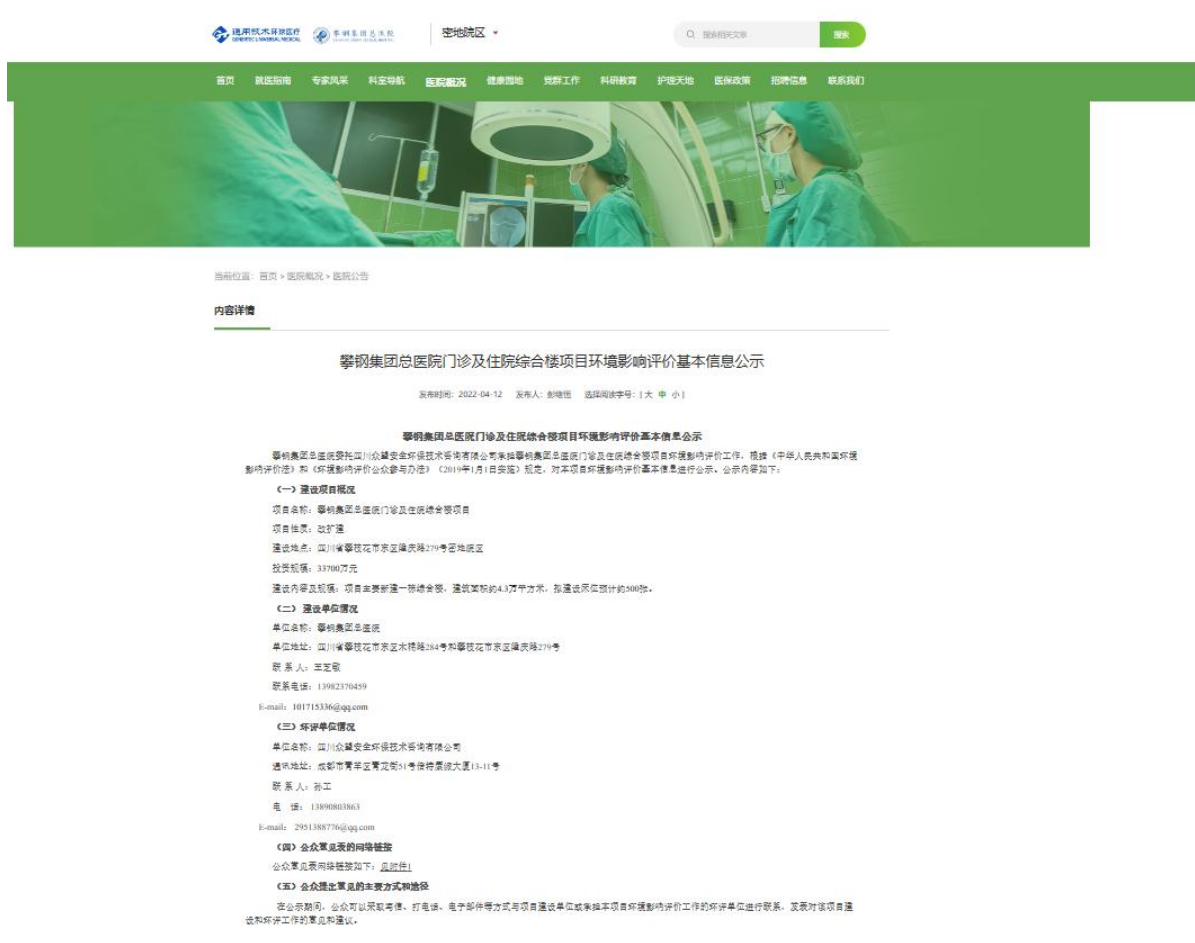 通用技术环球医疗
GENERTEC UNIVERSAL MEDICAL
攀钢集团总医院
密地院区
搜索相关文章
搜索
首页 就医指南 专家风采 科室导航 医院概况 健康园地 党群工作 科研教育 护理天地 医保政策 招聘信息 联系我们
当前位置：首页 > 医院概况 > 医院公告
内容详情
攀钢集团总医院门诊及住院综合楼项目环境影响评价基本信息公示
发布时间：2022-04-12 发布人：彭继恒 选择阅读字号：[ 大 中 小 ]
攀钢集团总医院门诊及住院综合楼项目环境影响评价基本信息公示
攀钢集团总医院委托四川众望安全环保技术咨询有限公司承担攀钢集团总医院门诊及住院综合楼项目环境影响评价工作，根据《中华人民共和国环境
影响评价法》和《环境影响评价公众参与办法》（2019年1月1日实施）规定，对本项目环境影响评价基本信息进行公示。公示内容如下：
（一）建设项目概况
项目名称：攀钢集团总医院门诊及住院综合楼项目
项目性质：改扩建
建设地点：四川省攀枝花市东区隆庆路279号密地院区
投资规模：33700万元
建设内容及规模：项目主要新建一栋综合楼，建筑面积约4.3万平方米，拟建设床位预计约500张。
（二）建设单位情况
单位名称：攀钢集团总医院
单位地址：四川省攀枝花市东区大梯路284号和攀枝花市东区隆庆路279号
联 系 人：王芝敏
联系电话：13982370459
E-mail：101715336@qq.com
（三）环评单位情况
单位名称：四川众望安全环保技术咨询有限公司
通讯地址：成都市青羊区青龙街51号倍特康派大厦13-11号
联 系 人：孙工
电 话： 13890803863
E-mail： 2951388776@qq.com
（四）公众意见表的网络链接
公众意见表网络链接如下：见附件1
（五）公众提出意见的主要方式和途径
在公示期间，公众可以采取写信、打电话、电子邮件等方式与项目建设单位或承担本项目环境影响评价工作的环评单位进行联系，发表对该项目建
设和环评工作的意见和建议。